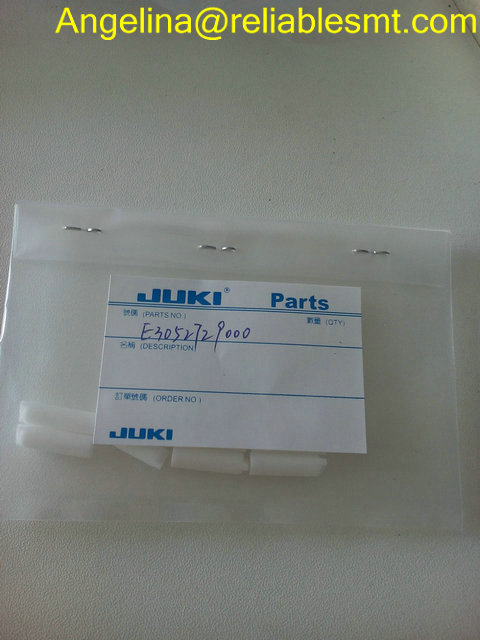 Angelina@reliablesmt.com
JUKI® Parts
號碼 (PARTS NO.) 數量 (QTY)
E3052729000
名稱 (DESCRIPTION)
訂單號碼 (ORDER NO.)
JUKI